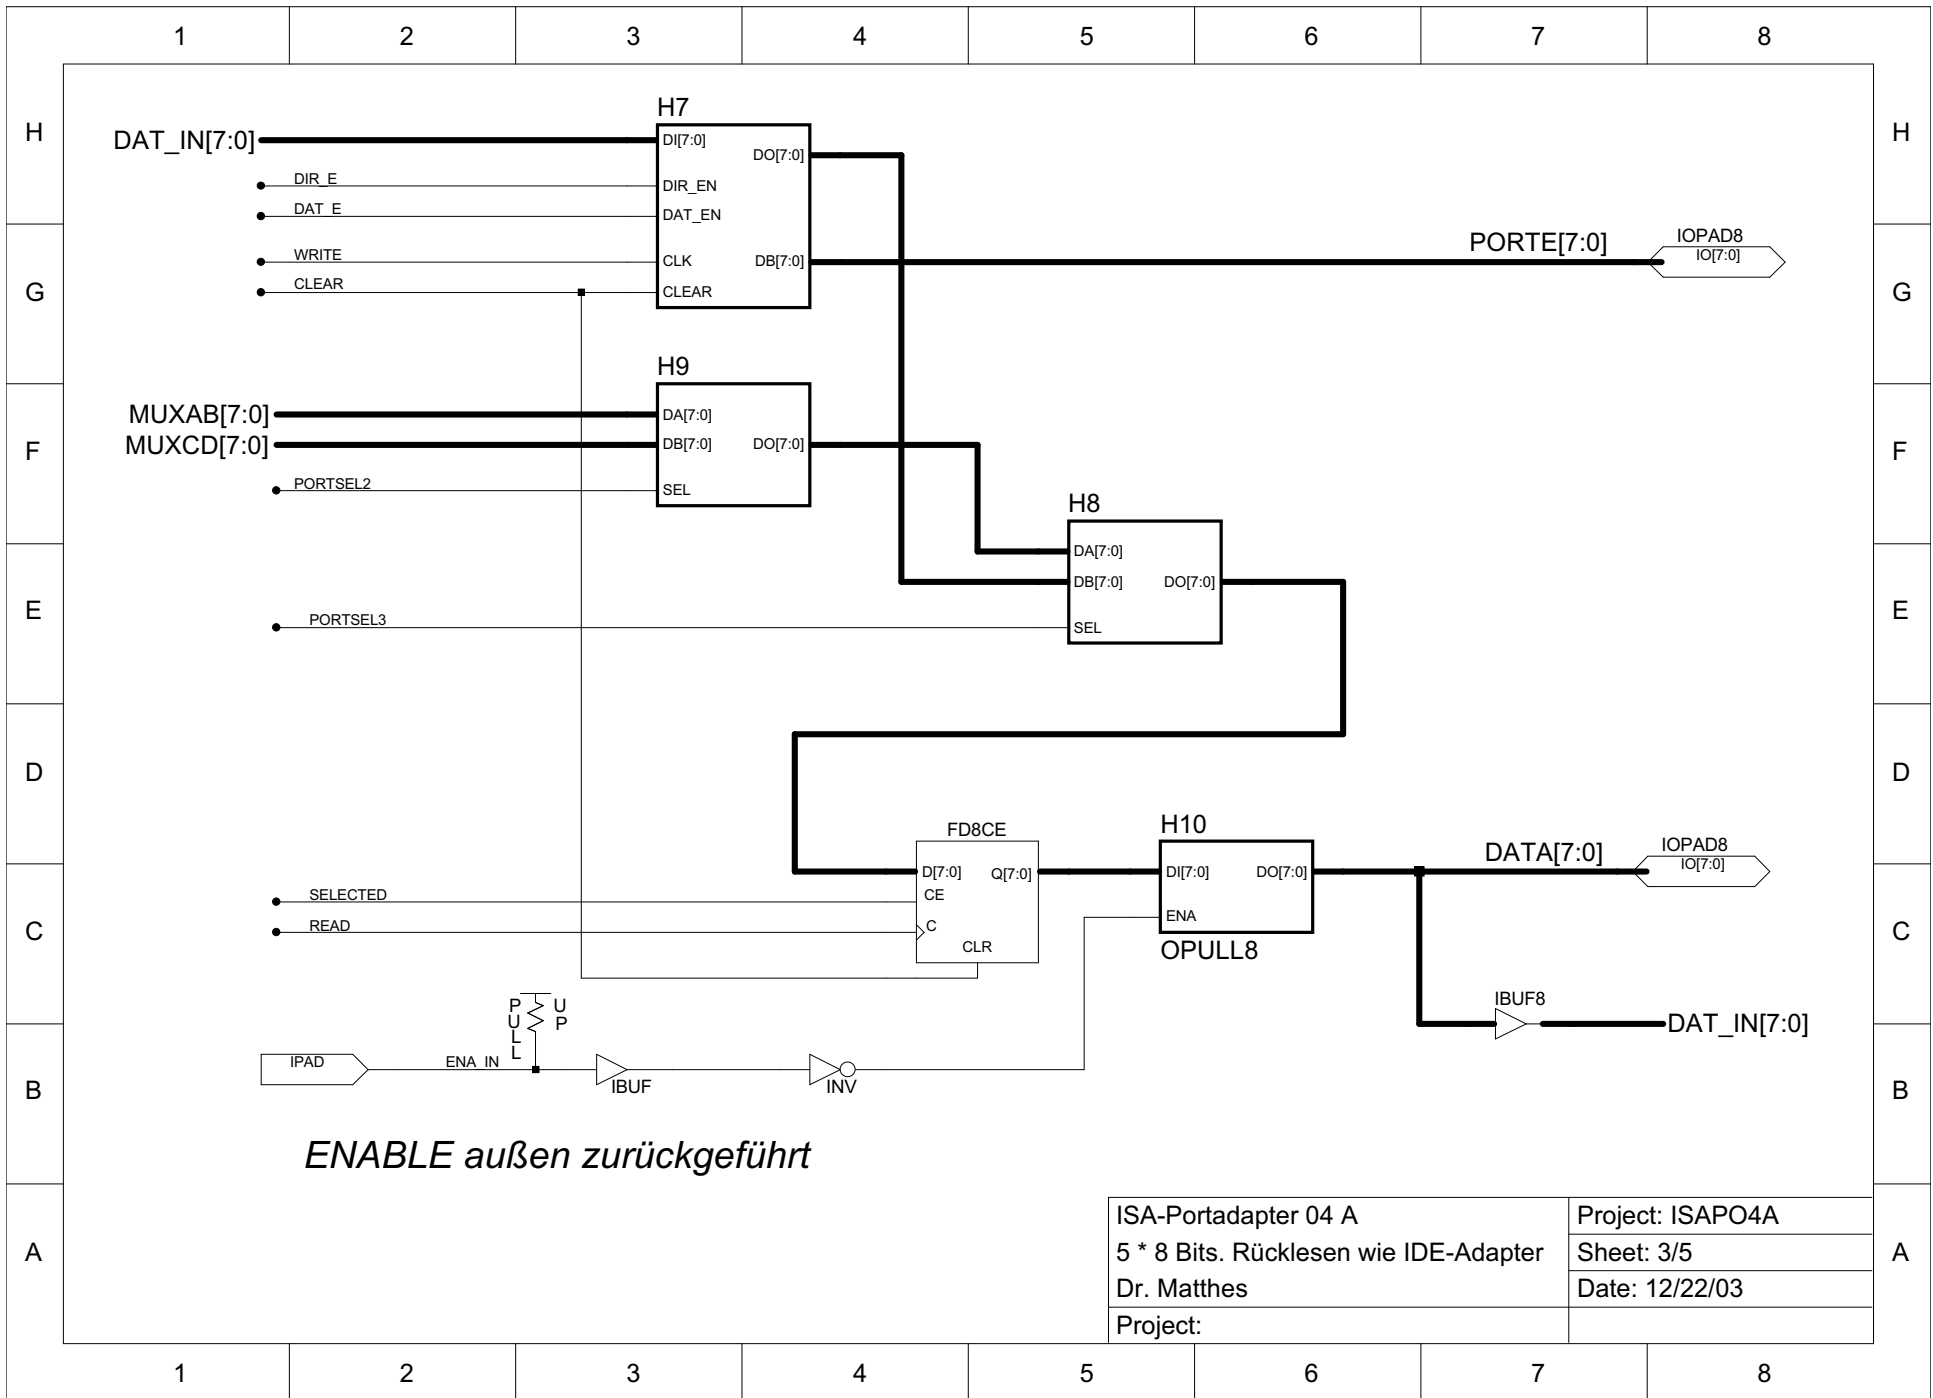 1 2 3 4 5 6 7 8
H H
H7
DAT_IN[7:0] DI[7:0] DO[7:0]
DIR_E DIR_EN
DAT_E DAT_EN
WRITE CLK DB[7:0] PORTE[7:0] IOPAD8
IO[7:0]
CLEAR CLEAR
G G
H9
MUXAB[7:0] DA[7:0]
MUXCD[7:0] DB[7:0] DO[7:0]
F F
PORTSEL2 SEL
H8
DA[7:0]
DB[7:0] DO[7:0]
E E
PORTSEL3 SEL
D D
FD8CE H10
D[7:0] Q[7:0] DI[7:0] DO[7:0] DATA[7:0] IOPAD8
IO[7:0]
SELECTED CE
ENA
READ C
C C
CLR OPULL8
PULL UP
IBUF8
DAT_IN[7:0]
IPAD ENA_IN IBUF INV
B B
ENABLE außen zurückgeführt
A A
ISA-Portadapter 04 A Project: ISAPO4A
5 * 8 Bits. Rücklesen wie IDE-Adapter Sheet: 3/5
Dr. Matthes Date: 12/22/03
Project:
1 2 3 4 5 6 7 8